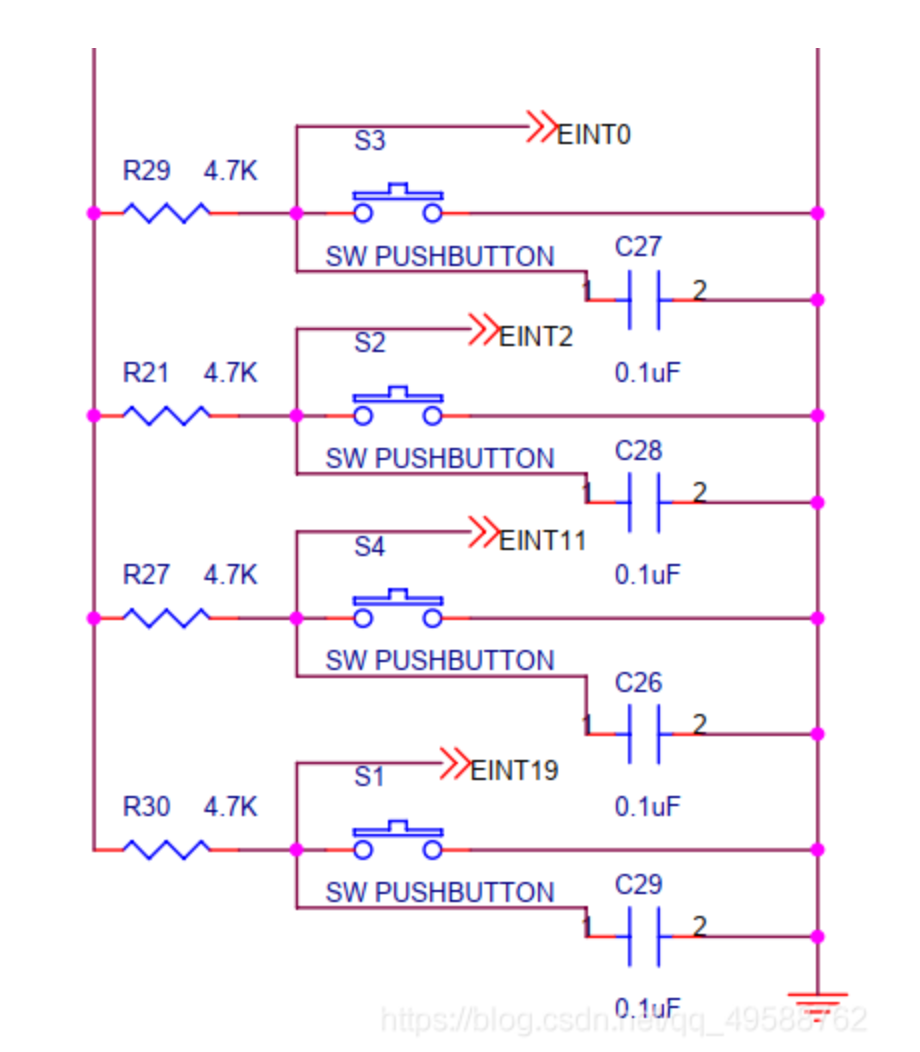 EINT0
S3
R29 4.7K
SW PUSHBUTTON
C27
1 2
EINT2
S2
0.1uF
R21 4.7K
SW PUSHBUTTON
C28
1 2
EINT11
S4
0.1uF
R27 4.7K
SW PUSHBUTTON
C26
1 2
EINT19
S1
0.1uF
R30 4.7K
SW PUSHBUTTON
C29
1 2
0.1uF
https://blog.csdn.net/qq_49588762